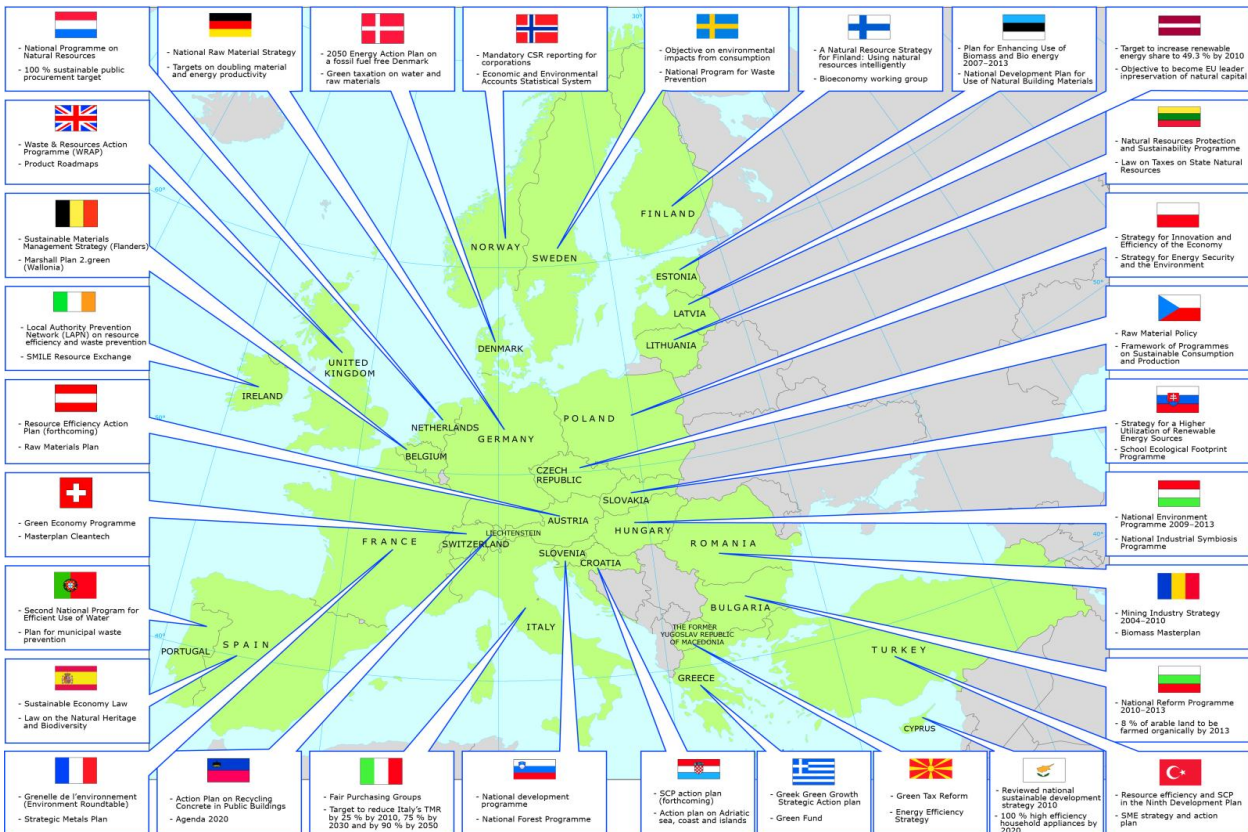 - National Programme on
Natural Resources
- 100 % sustainable public
procurement target
- National Raw Material Strategy
- Targets on doubling material
and energy productivity
- 2050 Energy Action Plan on
a fossil fuel free Denmark
- Green taxation on water and
raw materials
- Mandatory CSR reporting for
corporations
- Economic and Environmental
Accounts Statistical System
- Objective on environmental
impacts from consumption
- National Program for Waste
Prevention
- A Natural Resource Strategy
for Finland: Using natural
resources intelligently
- Bioeconomy working group
- Plan for Enhancing Use of
Biomass and Bio energy
2007–2013
- National Development Plan for
Use of Natural Building Materials
- Target to increase renewable
energy share to 49.3 % by 2010
- Objective to become EU leader
inpreservation of natural capital
- Waste & Resources Action
Programme (WRAP)
- Product Roadmaps
- Sustainable Materials
Management Strategy (Flanders)
- Marshall Plan 2.green
(Wallonia)
- Local Authority Prevention
Network (LAPN) on resource
efficiency and waste prevention
- SMILE Resource Exchange
- Resource Efficiency Action
Plan (forthcoming)
- Raw Materials Plan
- Green Economy Programme
- Masterplan Cleantech
- Second National Program for
Efficient Use of Water
- Plan for municipal waste
prevention
- Sustainable Economy Law
- Law on the Natural Heritage
and Biodiversity
30°
60°
50°
40°
50°
40°
FINLAND
NORWAY
SWEDEN
ESTONIA
LATVIA
LITHUANIA
DENMARK
UNITED
KINGDOM
IRELAND
NETHERLANDS
POLAND
GERMANY
BELGIUM
CZECH
REPUBLIC
SLOVAKIA
AUSTRIA
LIECHTENSTEIN
HUNGARY
FRANCE
SWITZERLAND
ROMANIA
SLOVENIA
CROATIA
BULGARIA
ITALY
THE FORMER
YUGOSLAV REPUBLIC
OF MACEDONIA
SPAIN
PORTUGAL
TURKEY
GREECE
CYPRUS
- Natural Resources Protection
and Sustainability Programme
- Law on Taxes on State Natural
Resources
- Strategy for Innovation and
Efficiency of the Economy
- Strategy for Energy Security
and the Environment
- Raw Material Policy
- Framework of Programmes
on Sustainable Consumption
and Production
- Strategy for a Higher
Utilization of Renewable
Energy Sources
- School Ecological Footprint
Programme
- National Environment
Programme 2009–2013
- National Industrial Symbiosis
Programme
- Mining Industry Strategy
2004–2010
- Biomass Masterplan
- National Reform Programme
2010–2013
- 8 % of arable land to be
farmed organically by 2013
- Grenelle de l'environnement
(Environment Roundtable)
- Strategic Metals Plan
- Action Plan on Recycling
Concrete in Public Buildings
- Agenda 2020
- Fair Purchasing Groups
- Target to reduce Italy's TMR
by 25 % by 2010, 75 % by
2030 and by 90 % by 2050
- National development
programme
- National Forest Programme
- SCP action plan
(forthcoming)
- Action plan on Adriatic
sea, coast and islands
- Greek Green Growth
Strategic Action plan
- Green Fund
- Green Tax Reform
- Energy Efficiency
Strategy
- Reviewed national
sustainable development
strategy 2010
- 100 % high efficiency
household appliances by
2020
- Resource efficiency and SCP
in the Ninth Development Plan
- SME strategy and action
plan